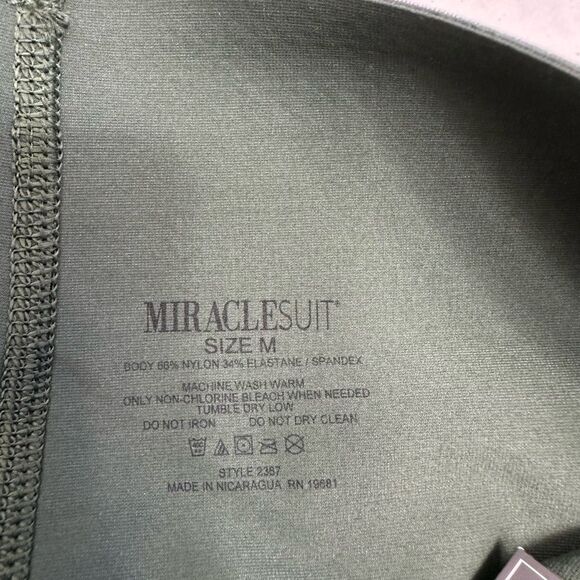 MIRACLESUIT®
SIZE M
BODY 66% NYLON 34% ELASTANE / SPANDEX
MACHINE WASH WARM
ONLY NON-CHLORINE BLEACH WHEN NEEDED
TUMBLE DRY LOW
DO NOT IRON DO NOT DRY CLEAN
STYLE 2387
MADE IN NICARAGUA RN 19681